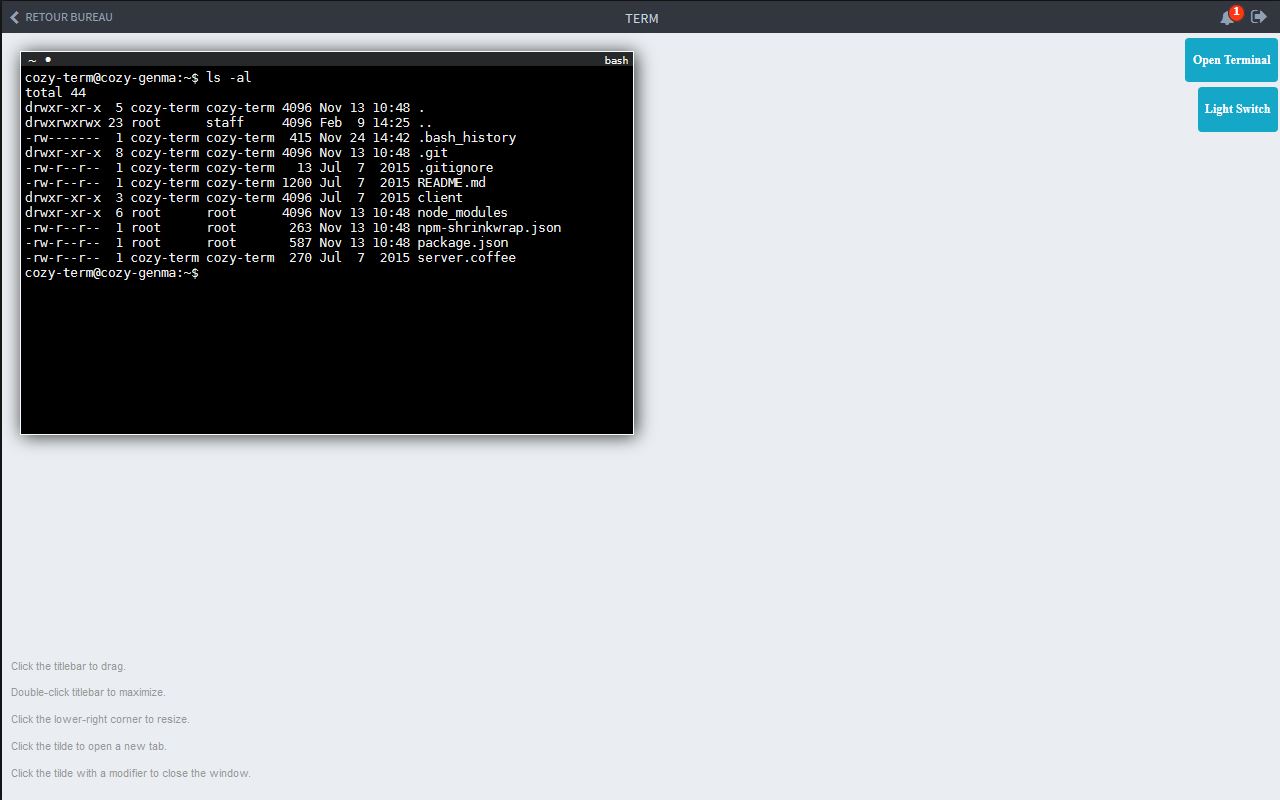 RETOUR BUREAU
TERM
1
~ • bash
Open Terminal
Light Switch
cozy-term@cozy-genma:~$ ls -al
total 44
drwxr-xr-x  5 cozy-term cozy-term 4096 Nov 13 10:48 .
drwxrwxrwx 23 root      staff     4096 Feb  9 14:25 ..
-rw-------  1 cozy-term cozy-term  415 Nov 24 14:42 .bash_history
drwxr-xr-x  8 cozy-term cozy-term 4096 Nov 13 10:48 .git
-rw-r--r--  1 cozy-term cozy-term   13 Jul  7  2015 .gitignore
-rw-r--r--  1 cozy-term cozy-term 1200 Jul  7  2015 README.md
drwxr-xr-x  3 cozy-term cozy-term 4096 Jul  7  2015 client
drwxr-xr-x  6 root      root      4096 Nov 13 10:48 node_modules
-rw-r--r--  1 root      root       263 Nov 13 10:48 npm-shrinkwrap.json
-rw-r--r--  1 root      root       587 Nov 13 10:48 package.json
-rw-r--r--  1 cozy-term cozy-term  270 Jul  7  2015 server.coffee
cozy-term@cozy-genma:~$
Click the titlebar to drag.
Double-click titlebar to maximize.
Click the lower-right corner to resize.
Click the tilde to open a new tab.
Click the tilde with a modifier to close the window.